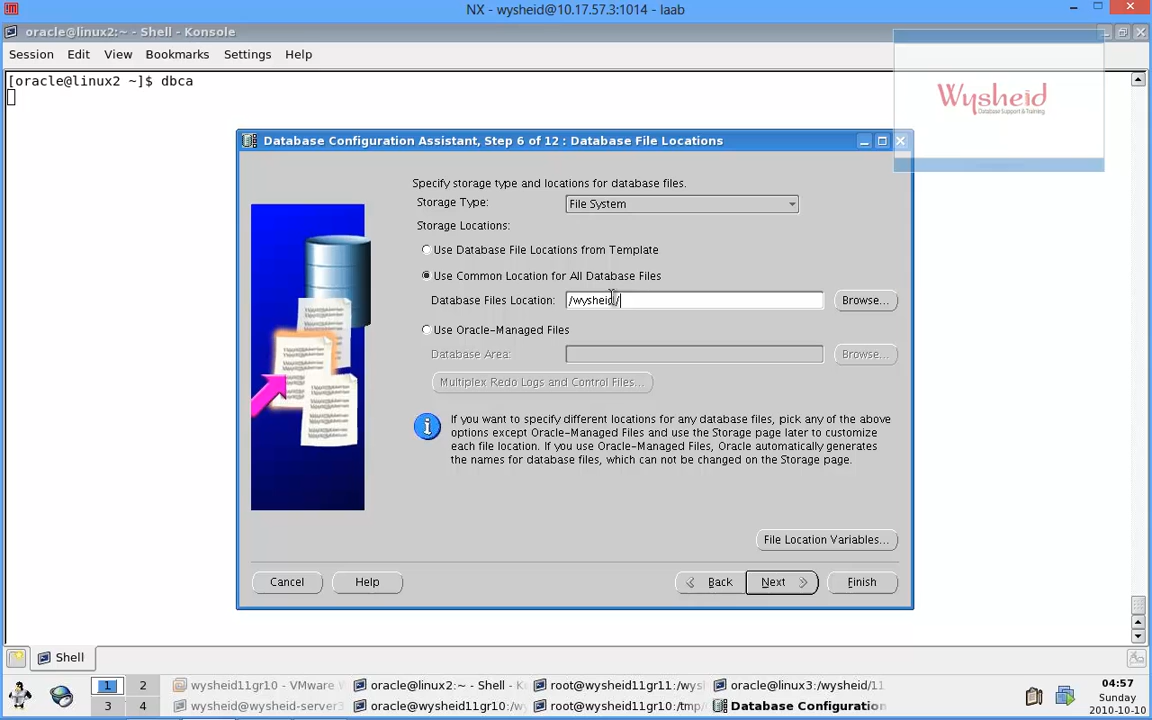 NX - wysheid@10.17.57.3:1014 - laab
oracle@linux2:~ - Shell - Konsole
Session Edit View Bookmarks Settings Help
[oracle@linux2 ~]$ dbca
Wysheid
Database Support & Training
Database Configuration Assistant, Step 6 of 12 : Database File Locations
Specify storage type and locations for database files.
Storage Type: File System
Storage Locations:
Use Database File Locations from Template
Use Common Location for All Database Files
Database Files Location: /wysheid/ Browse...
Use Oracle-Managed Files
Database Area: Browse...
Multiplex Redo Logs and Control Files...
If you want to specify different locations for any database files, pick any of the above
options except Oracle-Managed Files and use the Storage page later to customize
each file location. If you use Oracle-Managed Files, Oracle automatically generates
the names for database files, which can not be changed on the Storage page.
File Location Variables...
Cancel Help Back Next Finish
Shell
1 2 wysheid11gr10 - VMware oracle@linux2:~ - Shell - K root@wysheid11gr11:/wys oracle@linux3:/wysheid/11
3 4 wysheid@wysheid-server oracle@wysheid11gr10:/w root@wysheid11gr10:/tmp Database Configuration
04:57
Sunday
2010-10-10